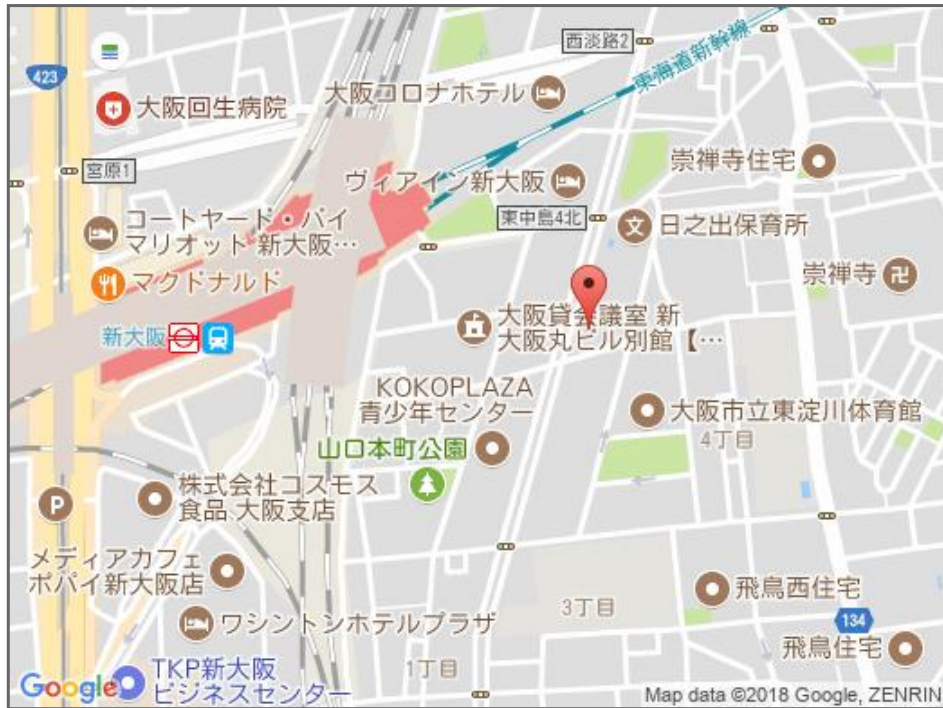 西淡路2
東海道新幹線
423
大阪コロナホテル
大阪回生病院
崇禅寺住宅
宮原1
ヴィアイン新大阪
東中島4北
コートヤード・バイ
マリオット 新大阪…
日之出保育所
マクドナルド
崇禅寺
大阪貸会議室 新
大阪丸ビル別館【…
新大阪
KOKOPLAZA
青少年センター
大阪市立東淀川体育館
4丁目
山口本町公園
株式会社コスモス
食品 大阪支店
P
メディアカフェ
ポパイ新大阪店
飛鳥西住宅
3丁目
ワシントンホテルプラザ
134
飛鳥住宅
1丁目
TKP新大阪
ビジネスセンター
Google
Map data ©2018 Google, ZENRIN
文